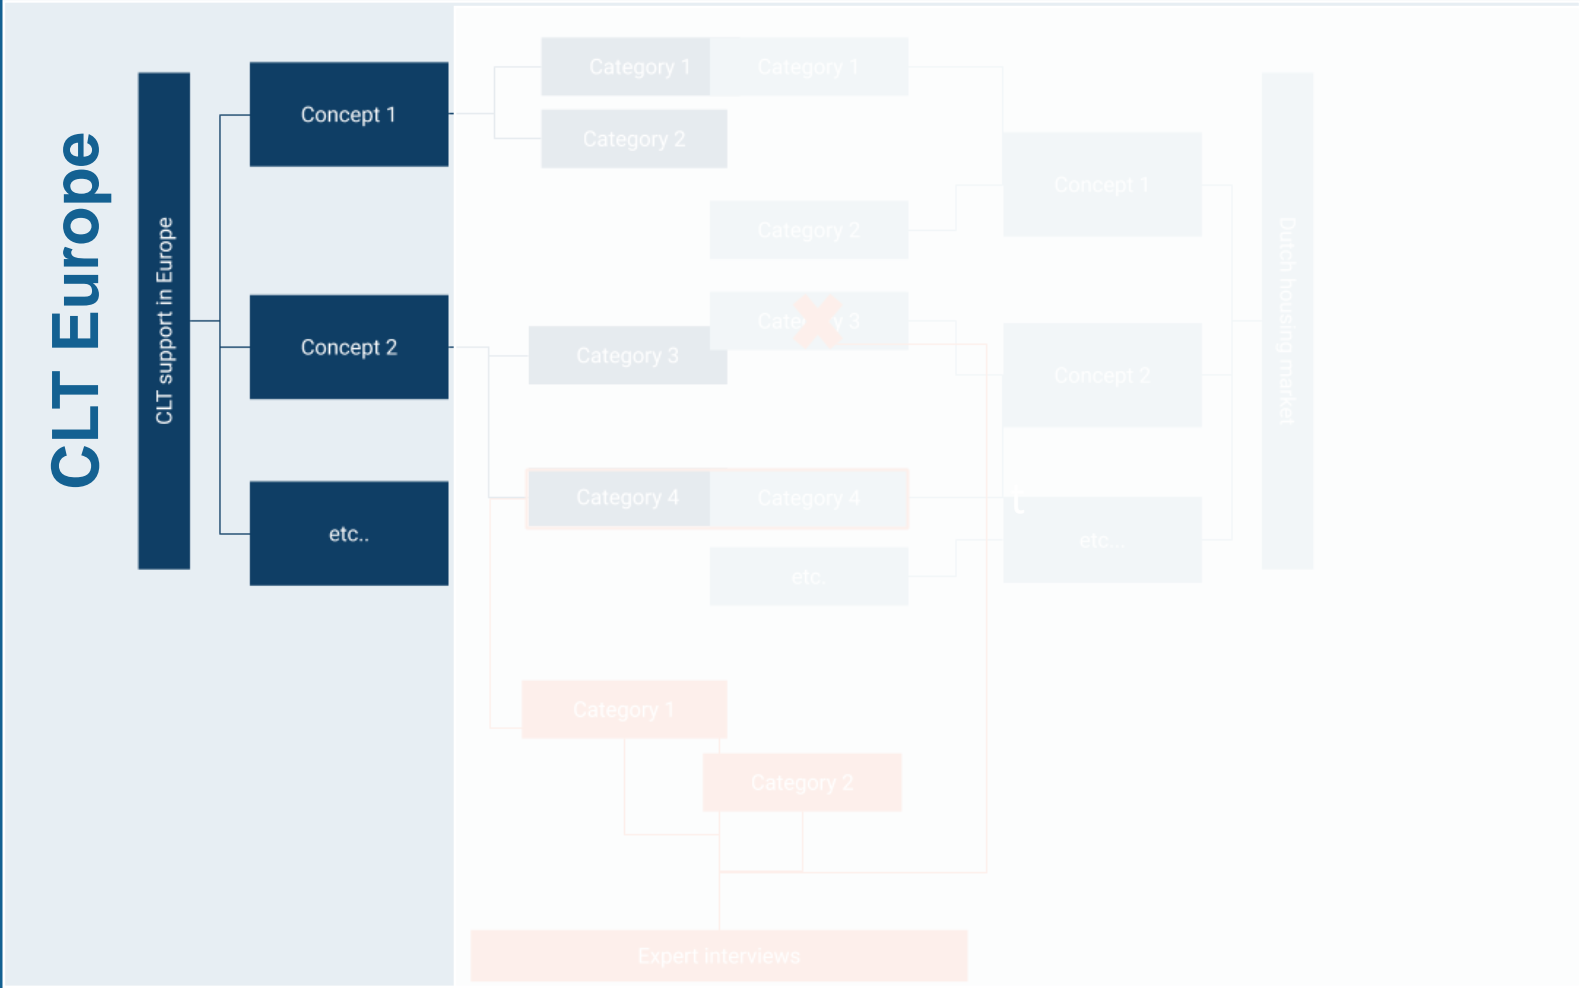 CLT Europe
CLT support in Europe
Concept 1
Concept 2
etc..
Category 1
Category 2
Category 3
Category 4
Category 1
Category 2
Category 4
etc.
Concept 1
Concept 2
etc...
Dutch housing market
t
Category 1
Category 2
Expert Interviews